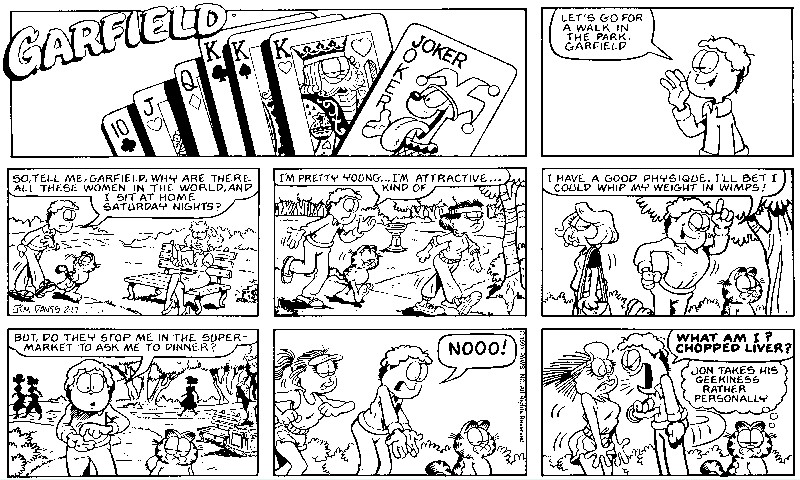 GARFIELD
10
J
Q
K
K
K
JOKER
JOKER
LET'S GO FOR
A WALK IN
THE PARK,
GARFIELD
SO, TELL ME, GARFIELD, WHY ARE THERE
ALL THESE WOMEN IN THE WORLD, AND
I SIT AT HOME
SATURDAY NIGHTS?
JIM DAVIS 2-17
I'M PRETTY YOUNG...I'M ATTRACTIVE...
KIND OF
I HAVE A GOOD PHYSIQUE. I'LL BET I
COULD WHIP MY WEIGHT IN WIMPS!
BUT, DO THEY STOP ME IN THE SUPER-
MARKET TO ASK ME TO DINNER?
NOOO!
WHAT AM I?
CHOPPED LIVER?
JON TAKES HIS
GEEKINESS
RATHER
PERSONALLY